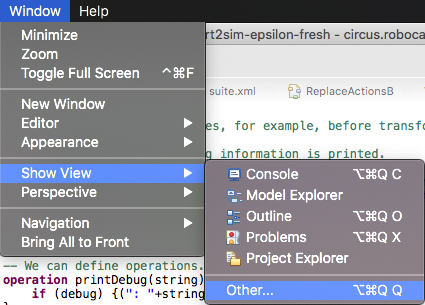 Window Help
rt2sim-epsilon-fresh - circus.roboca
Minimize
Zoom
Toggle Full Screen ^⌘F
suite.xml ReplaceActionsB
New Window
Editor ▶
es, for example, before transfo
Appearance ▶
g information is printed.
Show View ▶
Console ⌥⌘Q C
Perspective ▶
Model Explorer
Outline ⌥⌘Q O
Navigation ▶
Problems ⌥⌘Q X
Bring All to Front
Project Explorer
-- We can define operations.
operation printDebug(string)
Other... ⌥⌘Q Q
if (debug) {(": "+string